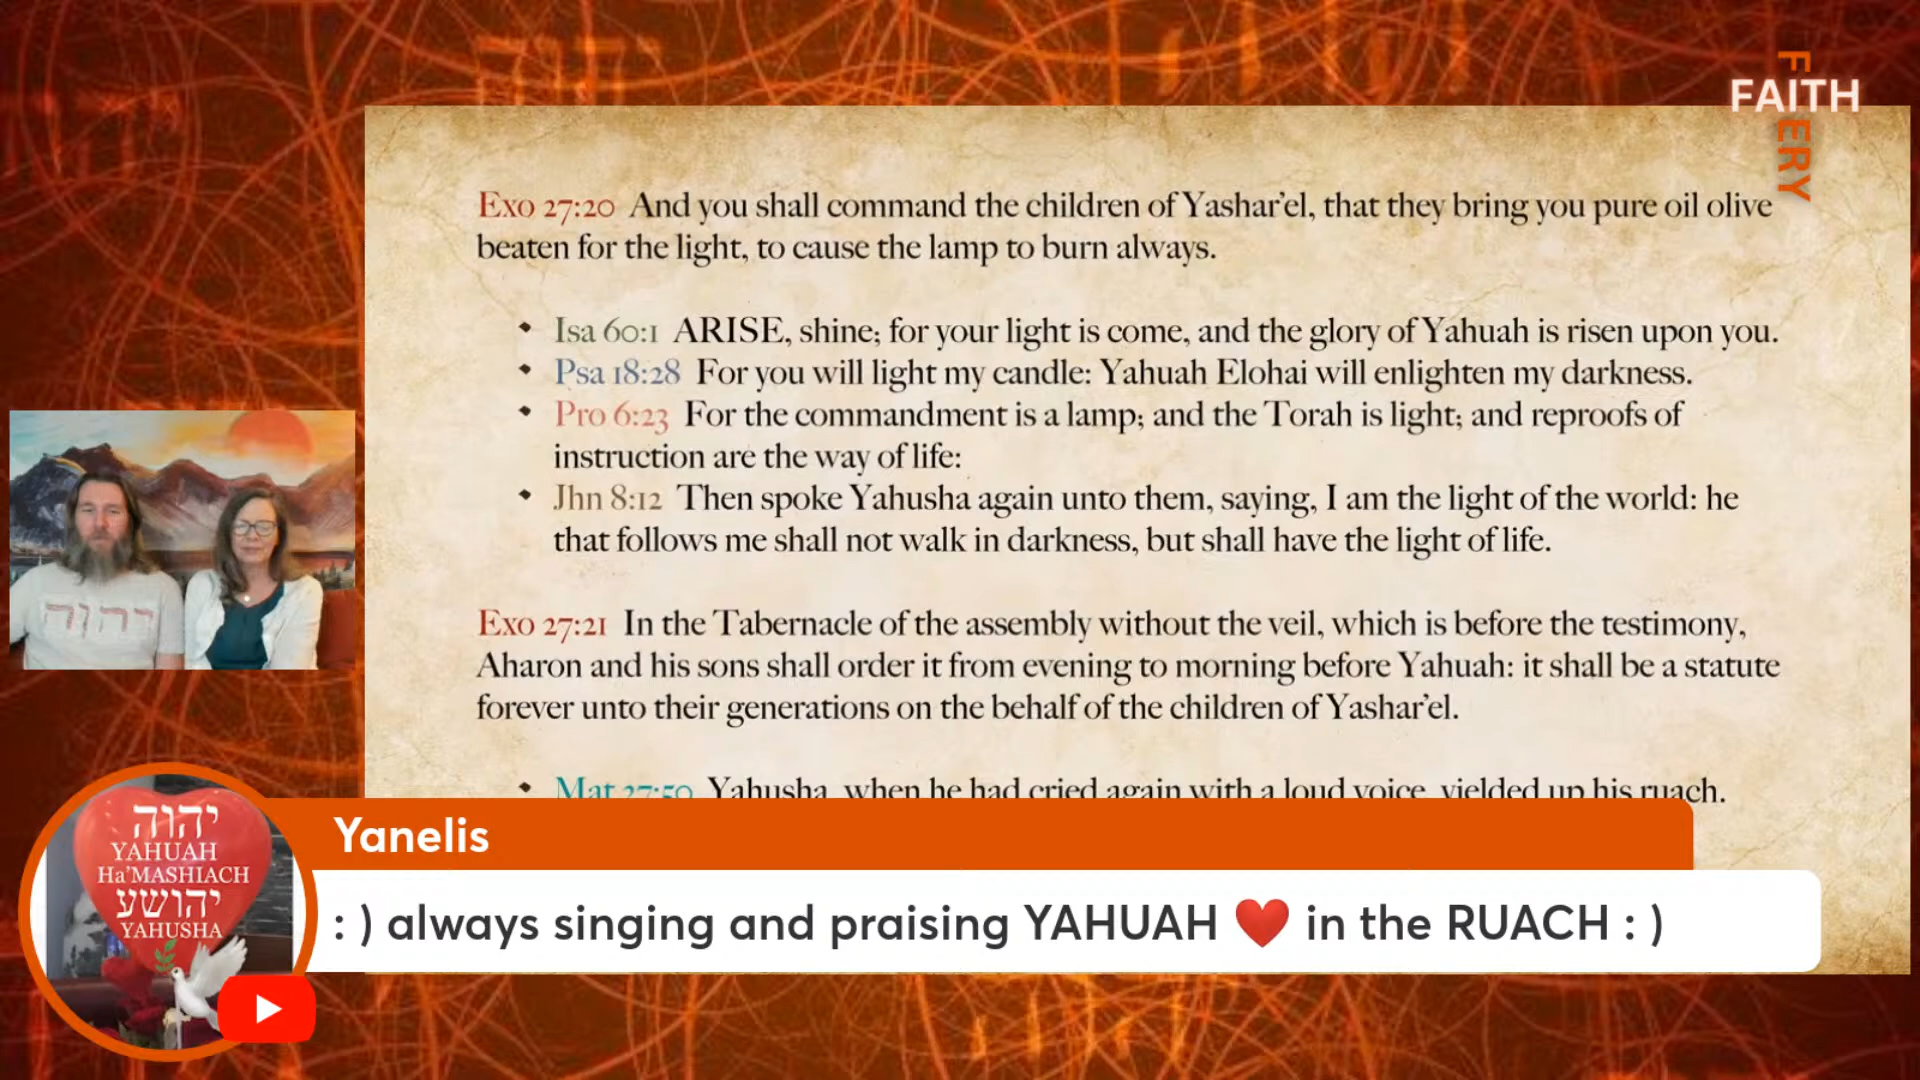 FAITH
FIERY
Exo 27:20 And you shall command the children of Yashar'el, that they bring you pure oil olive
beaten for the light, to cause the lamp to burn always.
• Isa 60:1 ARISE, shine; for your light is come, and the glory of Yahuah is risen upon you.
• Psa 18:28 For you will light my candle: Yahuah Elohai will enlighten my darkness.
• Pro 6:23 For the commandment is a lamp; and the Torah is light; and reproofs of
instruction are the way of life:
• Jhn 8:12 Then spoke Yahusha again unto them, saying, I am the light of the world: he
that follows me shall not walk in darkness, but shall have the light of life.
Exo 27:21 In the Tabernacle of the assembly without the veil, which is before the testimony,
Aharon and his sons shall order it from evening to morning before Yahuah: it shall be a statute
forever unto their generations on the behalf of the children of Yashar'el.
• Mat 27:50 Yahusha, when he had cried again with a loud voice, yielded up his ruach.
יהוה
יהוה
YAHUAH
Ha'MASHIACH
יהושע
YAHUSHA
Yanelis
: ) always singing and praising YAHUAH ❤️ in the RUACH : )